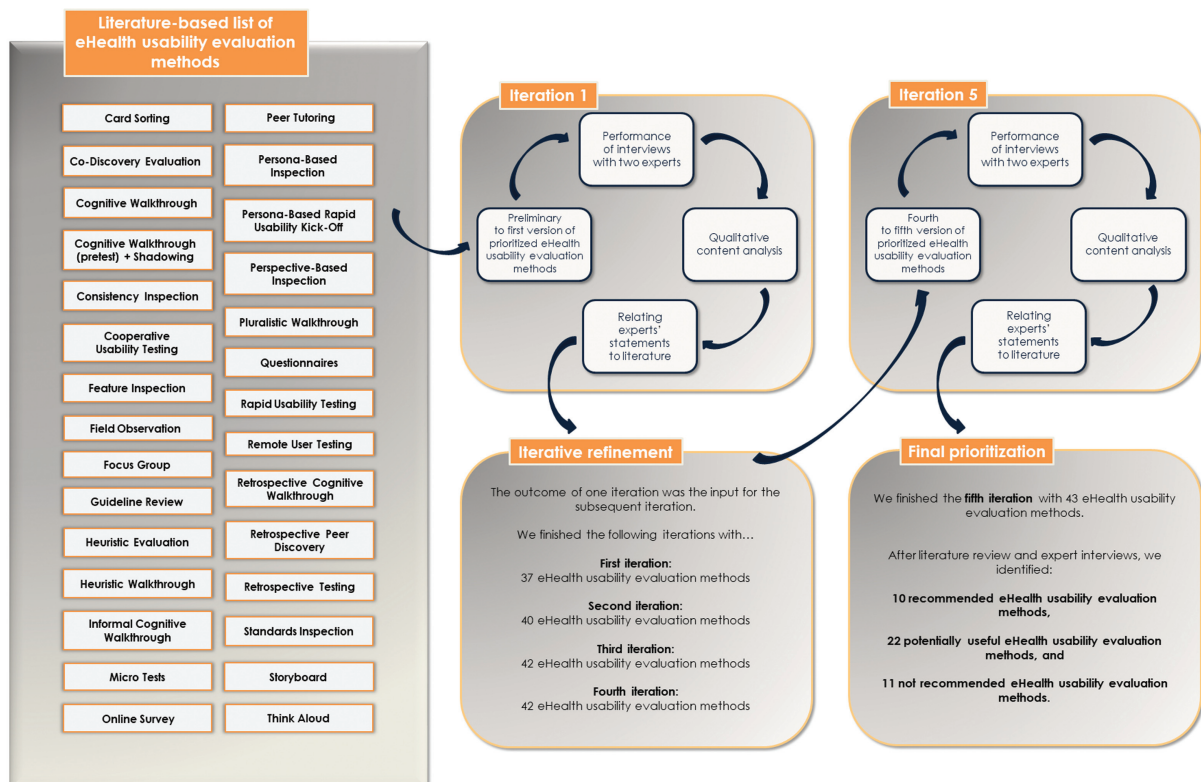 Literature-based list of
eHealth usability evaluation
methods
Card Sorting
Co-Discovery Evaluation
Cognitive Walkthrough
Cognitive Walkthrough
(pretest) + Shadowing
Consistency Inspection
Cooperative
Usability Testing
Feature Inspection
Field Observation
Focus Group
Guideline Review
Heuristic Evaluation
Heuristic Walkthrough
Informal Cognitive
Walkthrough
Micro Tests
Online Survey
Peer Tutoring
Persona-Based
Inspection
Persona-Based Rapid
Usability Kick-Off
Perspective-Based
Inspection
Pluralistic Walkthrough
Questionnaires
Rapid Usability Testing
Remote User Testing
Retrospective Cognitive
Walkthrough
Retrospective Peer
Discovery
Retrospective Testing
Standards Inspection
Storyboard
Think Aloud
Iteration 1
Performance
of interviews
with two experts
Preliminary
to first version of
prioritized eHealth
usability evaluation
methods
Qualitative
content analysis
Relating
experts'
statements
to literature
Iterative refinement
The outcome of one iteration was the input for the
subsequent iteration.
We finished the following iterations with...
First iteration:
37 eHealth usability evaluation methods
Second iteration:
40 eHealth usability evaluation methods
Third iteration:
42 eHealth usability evaluation methods
Fourth iteration:
42 eHealth usability evaluation methods
Iteration 5
Performance
of interviews
with two experts
Fourth
to fifth version of
prioritized eHealth
usability evaluation
methods
Qualitative
content analysis
Relating
experts'
statements
to literature
Final prioritization
We finished the fifth iteration with 43 eHealth usability
evaluation methods.
After literature review and expert interviews, we
identified:
10 recommended eHealth usability evaluation
methods,
22 potentially useful eHealth usability evaluation
methods, and
11 not recommended eHealth usability evaluation
methods.